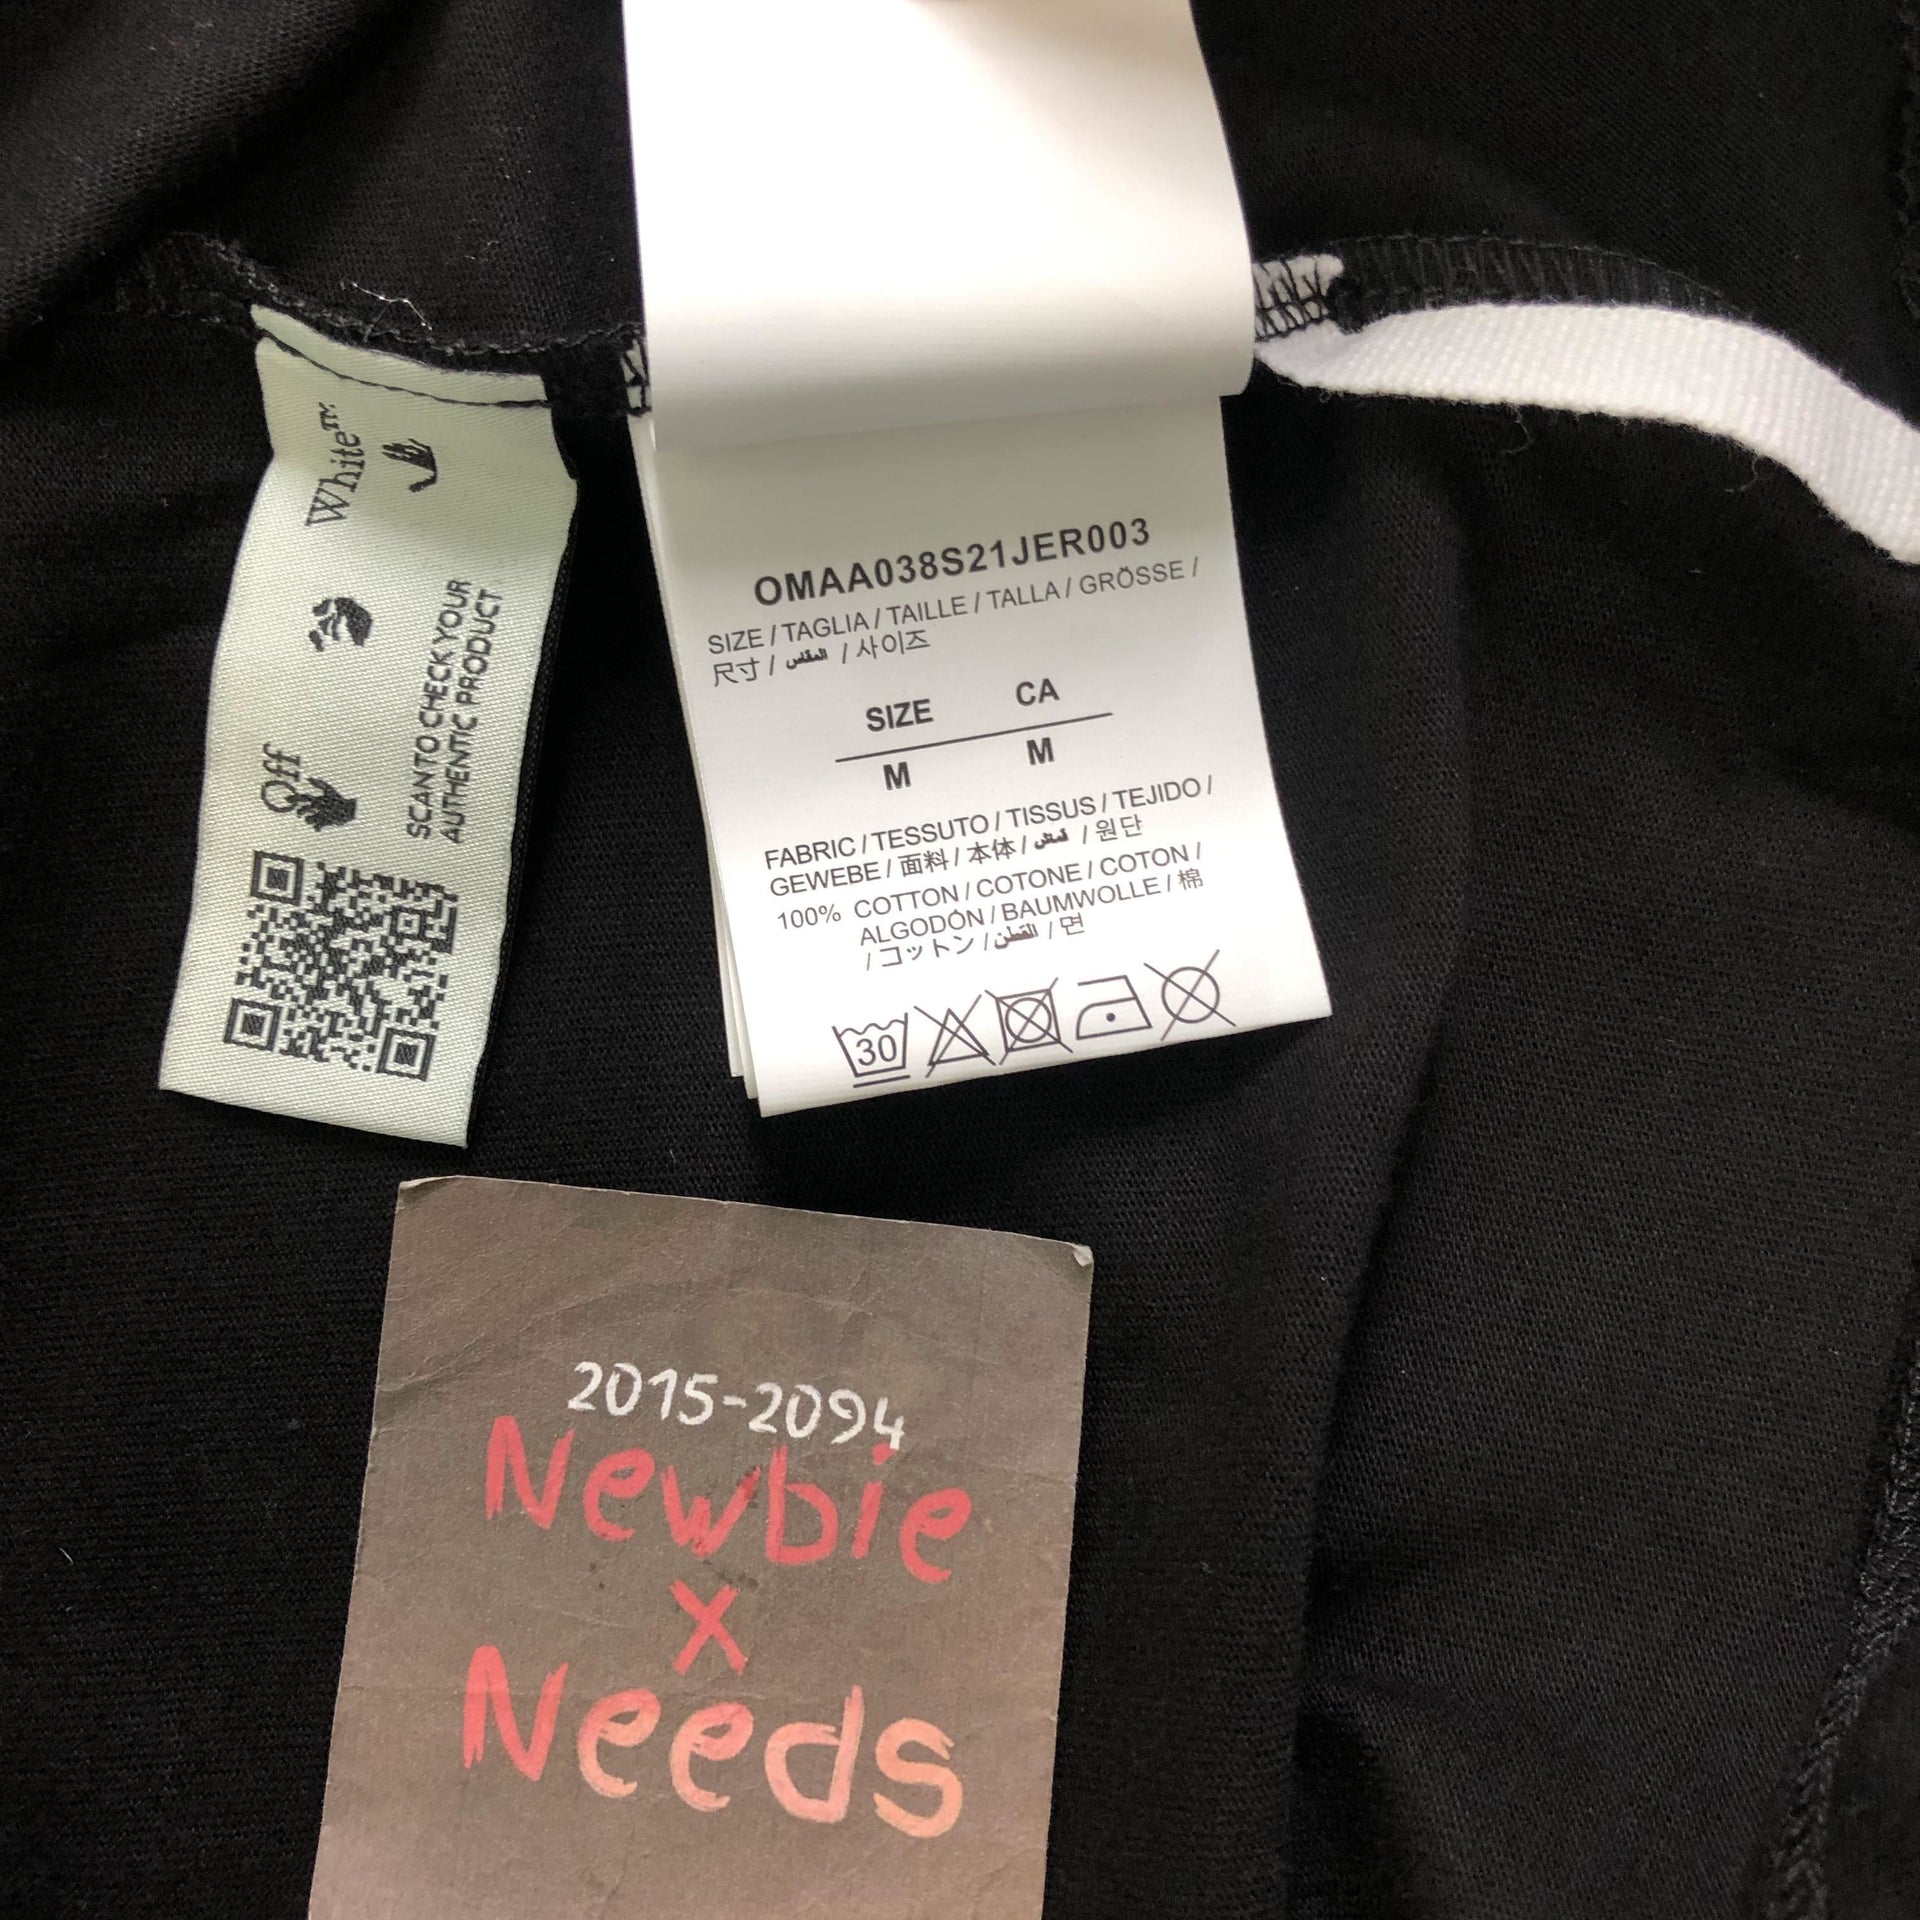 Off White™
SCAN TO CHECK YOUR
AUTHENTIC PRODUCT
OMAA038S21JER003
SIZE / TAGLIA / TAILLE / TALLA / GRÖSSE /
尺寸 / المقاس / 사이즈
SIZE CA
M M
FABRIC / TESSUTO / TISSUS / TEJIDO /
GEWEBE / 面料 / 本体 / / 원단
100% COTTON / COTONE / COTON /
ALGODÓN / BAUMWOLLE / 棉
/ コットン / القطن / 면
30
2015-2094
Newbie
x
Needs